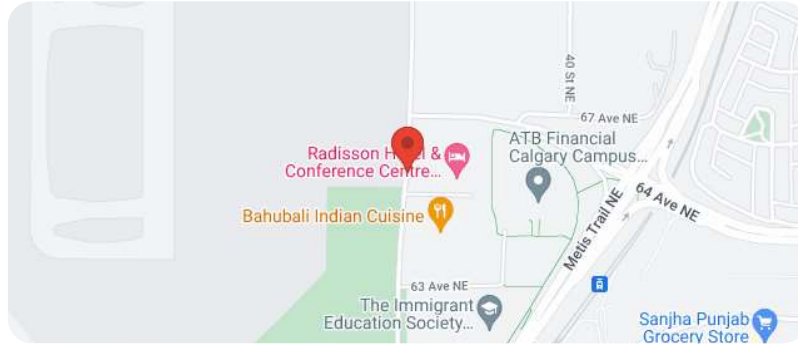 40 St NE
67 Ave NE
ATB Financial
Calgary Campus...
Radisson H el &
Conference Centre...
64 Ave NE
Bahubali Indian Cuisine
Metis Trail NE
63 Ave NE
The Immigrant
Education Society...
Sanjha Punjab
Grocery Store